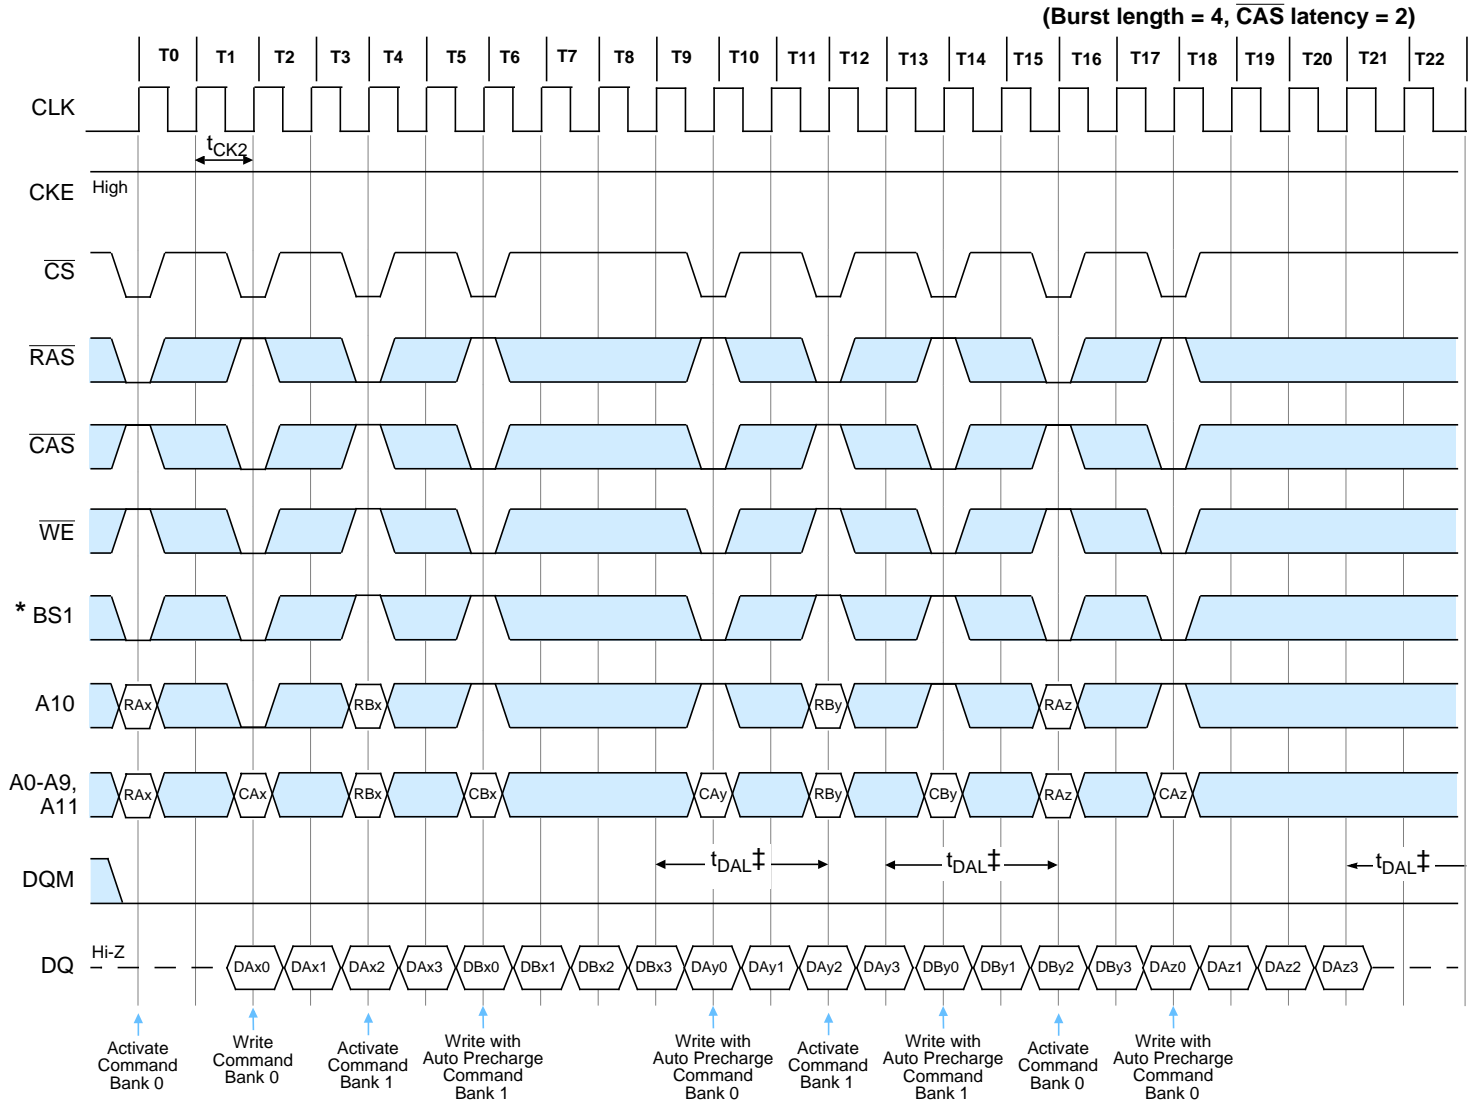 (Burst length = 4, CAS latency = 2)
T0 T1 T2 T3 T4 T5 T6 T7 T8 T9 T10 T11 T12 T13 T14 T15 T16 T17 T18 T19 T20 T21 T22
CLK
tCK2
CKE High
CS
RAS
CAS
WE
* BS1
A10 RAx RBx RBy RAz
A0-A9,
A11
RAx CAx RBx CBx CAy RBy CBy RAz CAz
DQM tDAL‡ tDAL‡ tDAL‡
DQ Hi-Z DAx0 DAx1 DAx2 DAx3 DBx0 DBx1 DBx2 DBx3 DAy0 DAy1 DAy2 DAy3 DBy0 DBy1 DBy2 DBy3 DAz0 DAz1 DAz2 DAz3
Activate
Command
Bank 0
Write
Command
Bank 0
Activate
Command
Bank 1
Write with
Auto Precharge
Command
Bank 1
Write with
Auto Precharge
Command
Bank 0
Activate
Command
Bank 1
Write with
Auto Precharge
Command
Bank 1
Activate
Command
Bank 0
Write with
Auto Precharge
Command
Bank 0